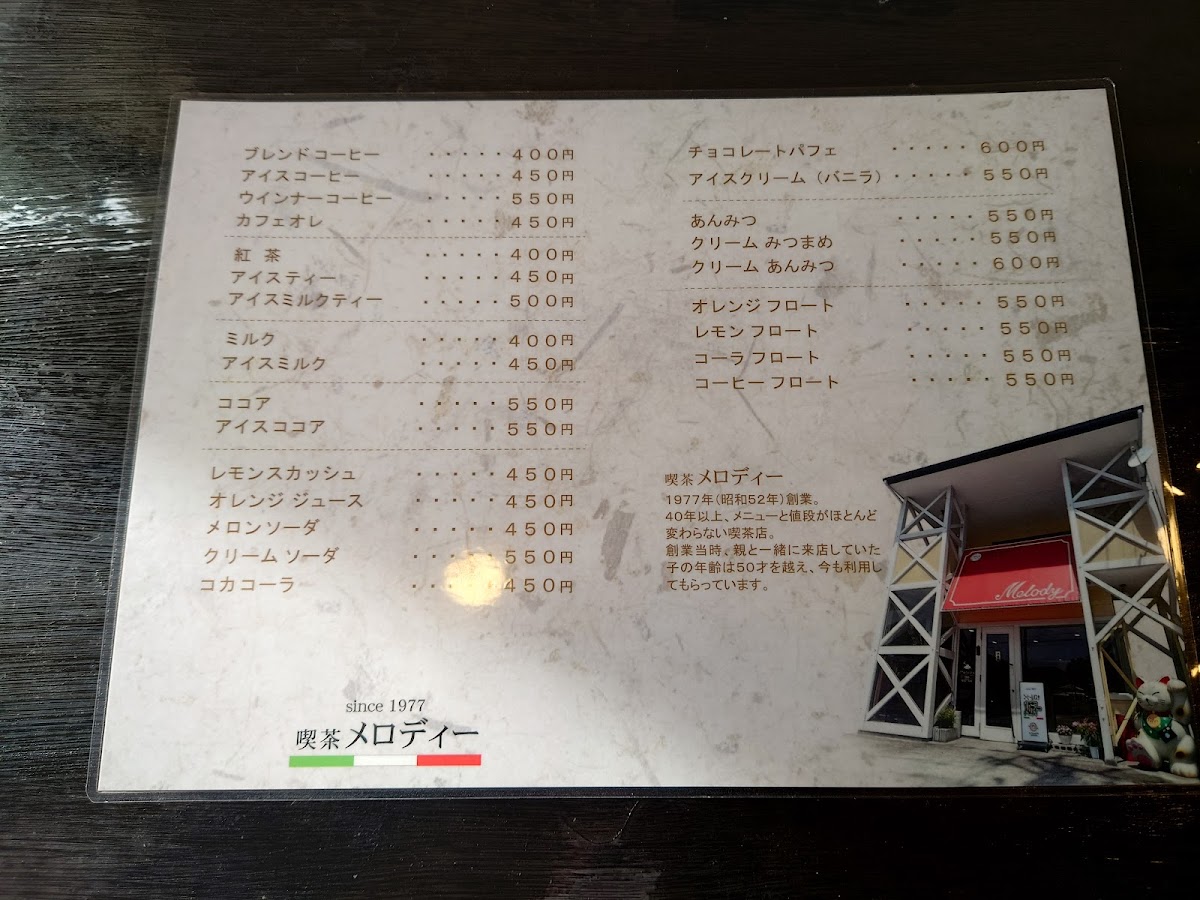 ブレンドコーヒー ・・・・・４００円
アイスコーヒー ・・・・・４５０円
ウインナーコーヒー ・・・・・５５０円
カフェオレ ・・・・・４５０円
紅 茶 ・・・・・４００円
アイスティー ・・・・・４５０円
アイスミルクティー ・・・・・５００円
ミルク ・・・・・４００円
アイスミルク ・・・・・４５０円
ココア ・・・・・５５０円
アイスココア ・・・・・５５０円
レモンスカッシュ ・・・・・４５０円
オレンジ ジュース ・・・・・４５０円
メロンソーダ ・・・・・４５０円
クリーム ソーダ ・・・・・５５０円
コカコーラ ・・・・・４５０円
since 1977
喫茶 メロディー
チョコレートパフェ ・・・・・６００円
アイスクリーム（バニラ）・・・・・５５０円
あんみつ ・・・・・５５０円
クリーム みつまめ ・・・・・５５０円
クリーム あんみつ ・・・・・６００円
オレンジ フロート ・・・・・５５０円
レモン フロート ・・・・・５５０円
コーラ フロート ・・・・・５５０円
コーヒー フロート ・・・・・５５０円
喫茶 メロディー
1977年（昭和52年）創業。
40年以上、メニューと値段がほとんど
変わらない喫茶店。
創業当時、親と一緒に来店していた
子の年齢は50才を越え、今も利用し
てもらっています。
Melody